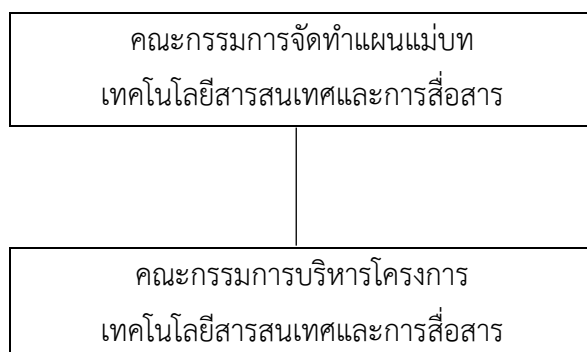 คณะกรรมการจัดทำแผนแม่บท
เทคโนโลยีสารสนเทศและการสื่อสาร
คณะกรรมการบริหารโครงการ
เทคโนโลยีสารสนเทศและการสื่อสาร